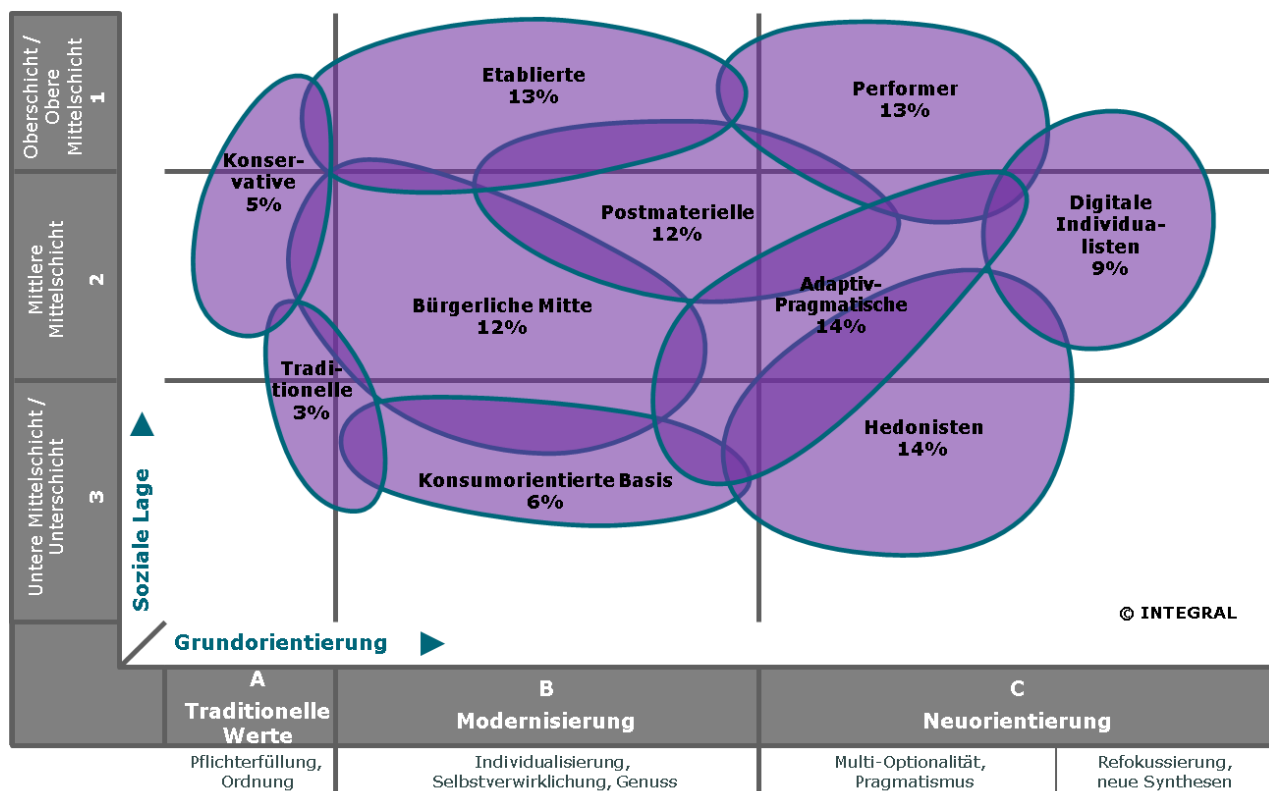 Oberschicht /
Obere
Mittelschicht
1
Mittlere
Mittelschicht
2
Untere Mittelschicht /
Unterschicht
3
Soziale Lage
Etablierte
13%
Performer
13%
Konser-
vative
5%
Postmaterielle
12%
Digitale
Individua-
listen
9%
Bürgerliche Mitte
12%
Adaptiv-
Pragmatische
14%
Tradi-
tionelle
3%
Hedonisten
14%
Konsumorientierte Basis
6%
© INTEGRAL
Grundorientierung
A
Traditionelle
Werte
B
Modernisierung
C
Neuorientierung
Pflichterfüllung,
Ordnung
Individualisierung,
Selbstverwirklichung, Genuss
Multi-Optionalität,
Pragmatismus
Refokussierung,
neue Synthesen